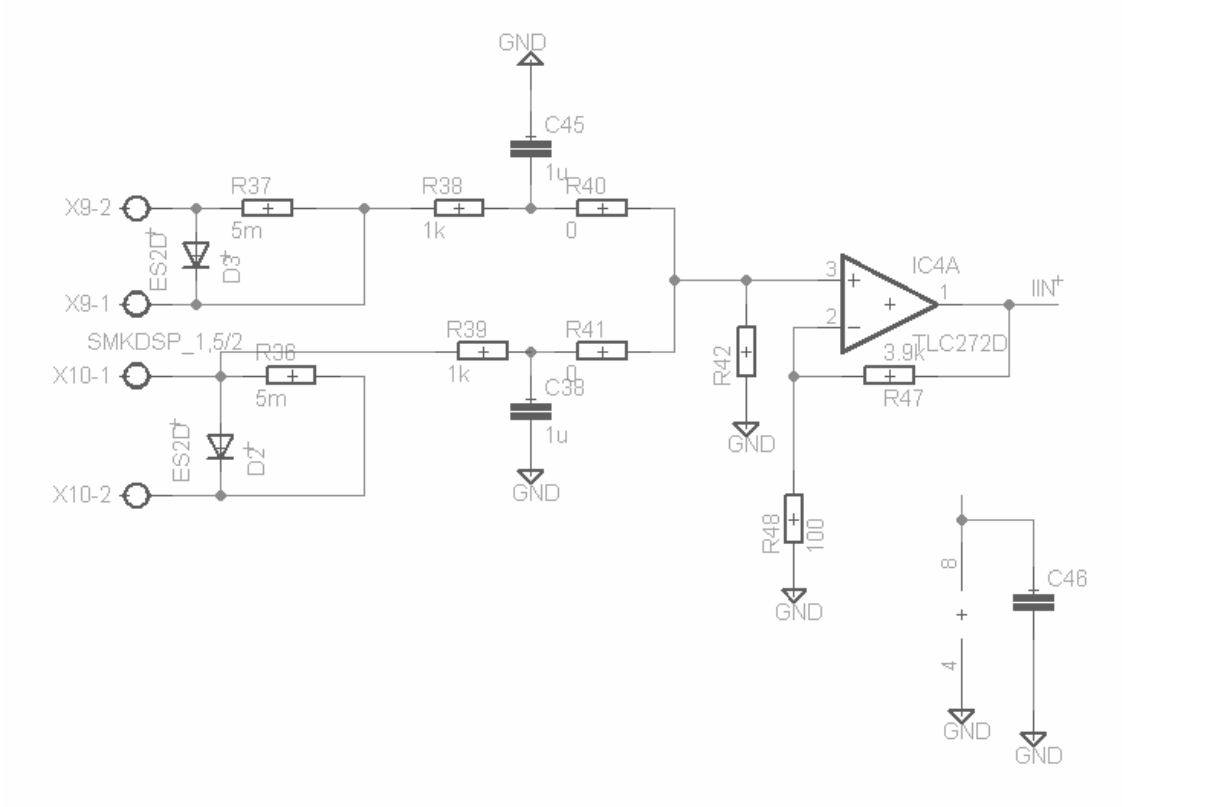 GND
C45
1u
R37
R38
R40
X9-2
5m
1k
0
ES2D
D3
X9-1
IC4A
3
1
IIN
2
TLC272D
SMKDSP_1,5/2
R36
R39
R41
X10-1
5m
1k
0
C38
1u
R42
3.9k
R47
GND
ES2D
D2
X10-2
GND
R48
100
GND
8
C46
4
GND
GND